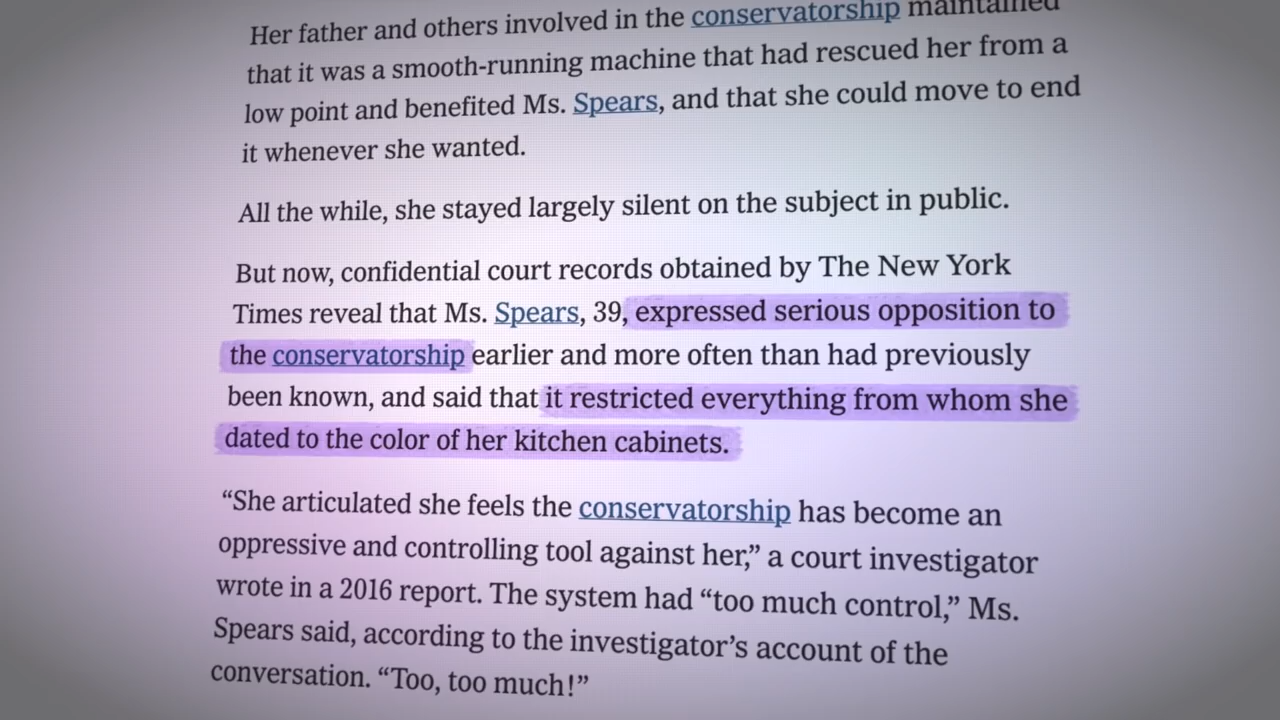 Her father and others involved in the conservatorship maintained
that it was a smooth-running machine that had rescued her from a
low point and benefited Ms. Spears, and that she could move to end
it whenever she wanted.
All the while, she stayed largely silent on the subject in public.
But now, confidential court records obtained by The New York
Times reveal that Ms. Spears, 39, expressed serious opposition to
the conservatorship earlier and more often than had previously
been known, and said that it restricted everything from whom she
dated to the color of her kitchen cabinets.
“She articulated she feels the conservatorship has become an
oppressive and controlling tool against her,” a court investigator
wrote in a 2016 report. The system had “too much control,” Ms.
Spears said, according to the investigator’s account of the
conversation. “Too, too much!”